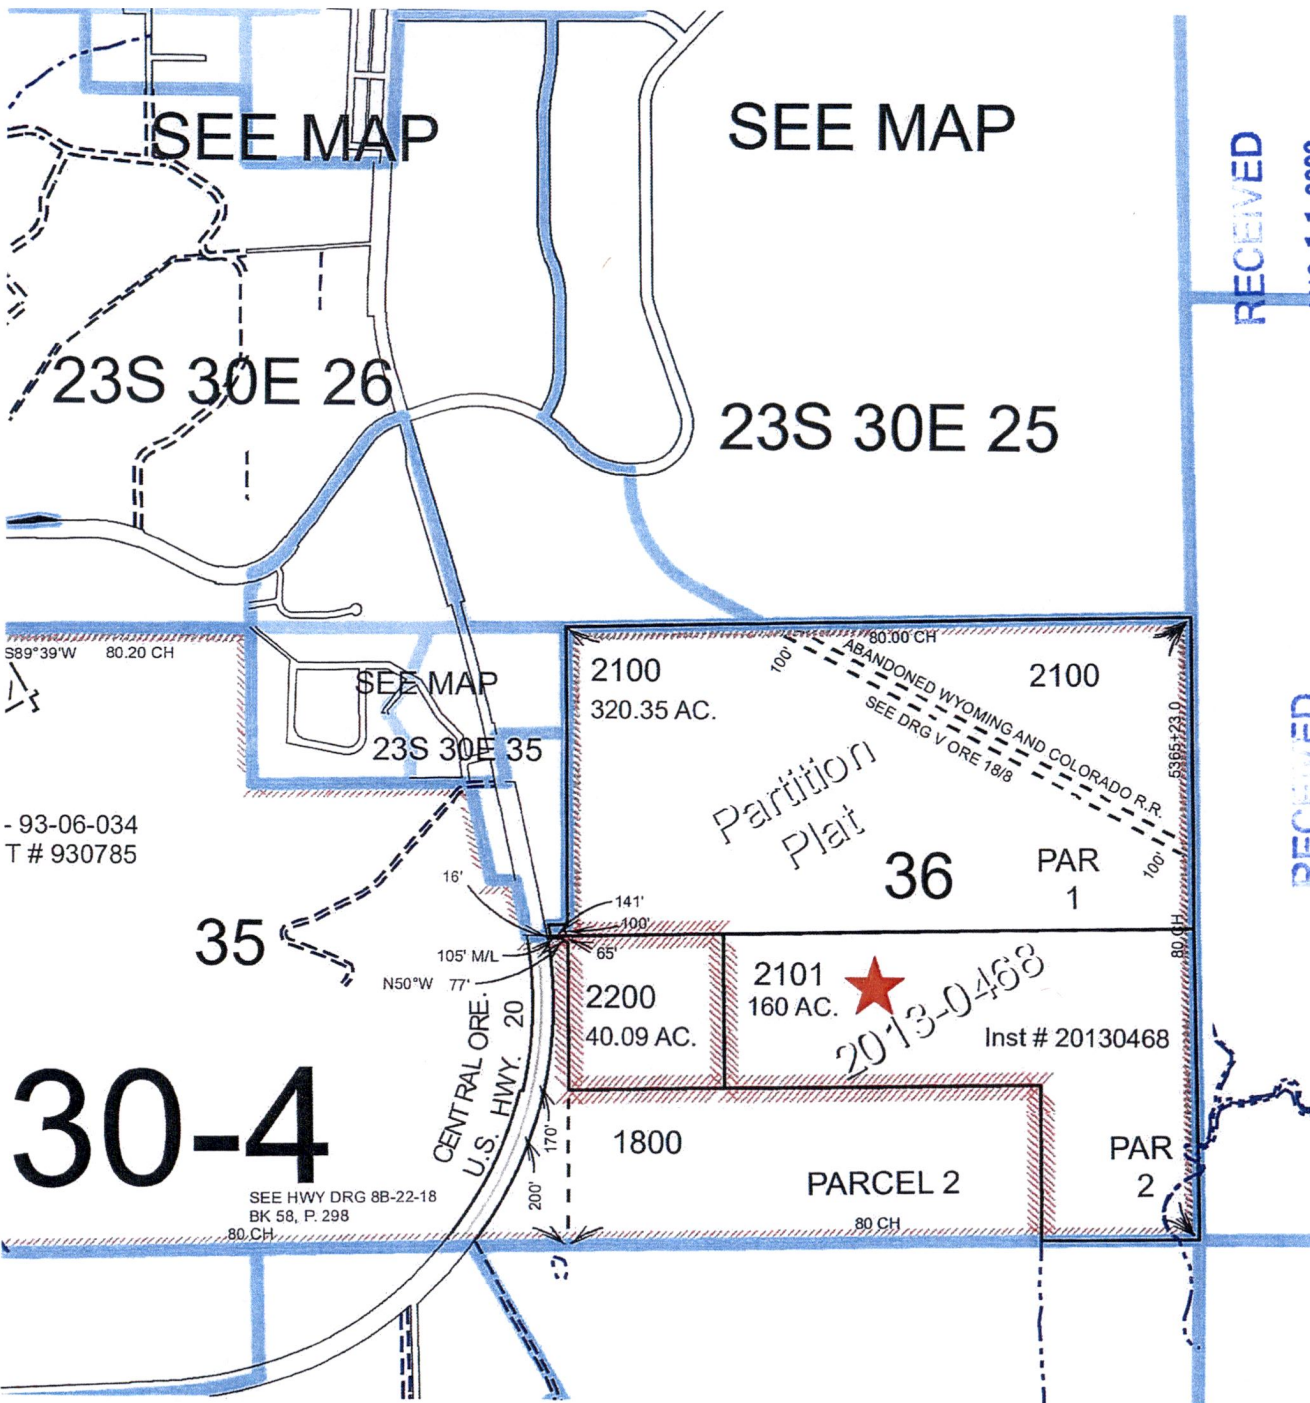 SEE MAP
SEE MAP
RECEIVED
23S 30E 26
23S 30E 25
S89°39'W 80.20 CH
SEE MAP
23S 30E 35
2100
320.35 AC.
80.00 CH
100'
ABANDONED WYOMING AND COLORADO R.R.
SEE DRG V ORE 18/8
100'
2100
5365+23.0
RECEIVED
- 93-06-034
T # 930785
Partition
Plat
36
PAR
1
16'
35
141'
100'
105' M/L
65'
N50°W 77'
80 CH
2200
40.09 AC.
2101
160 AC.
2013-0468
Inst # 20130468
CENTRAL ORE.
U.S. HWY. 20
30-4
170'
200'
1800
PARCEL 2
PAR
2
SEE HWY DRG 8B-22-18
BK 58, P. 298
80 CH
80 CH